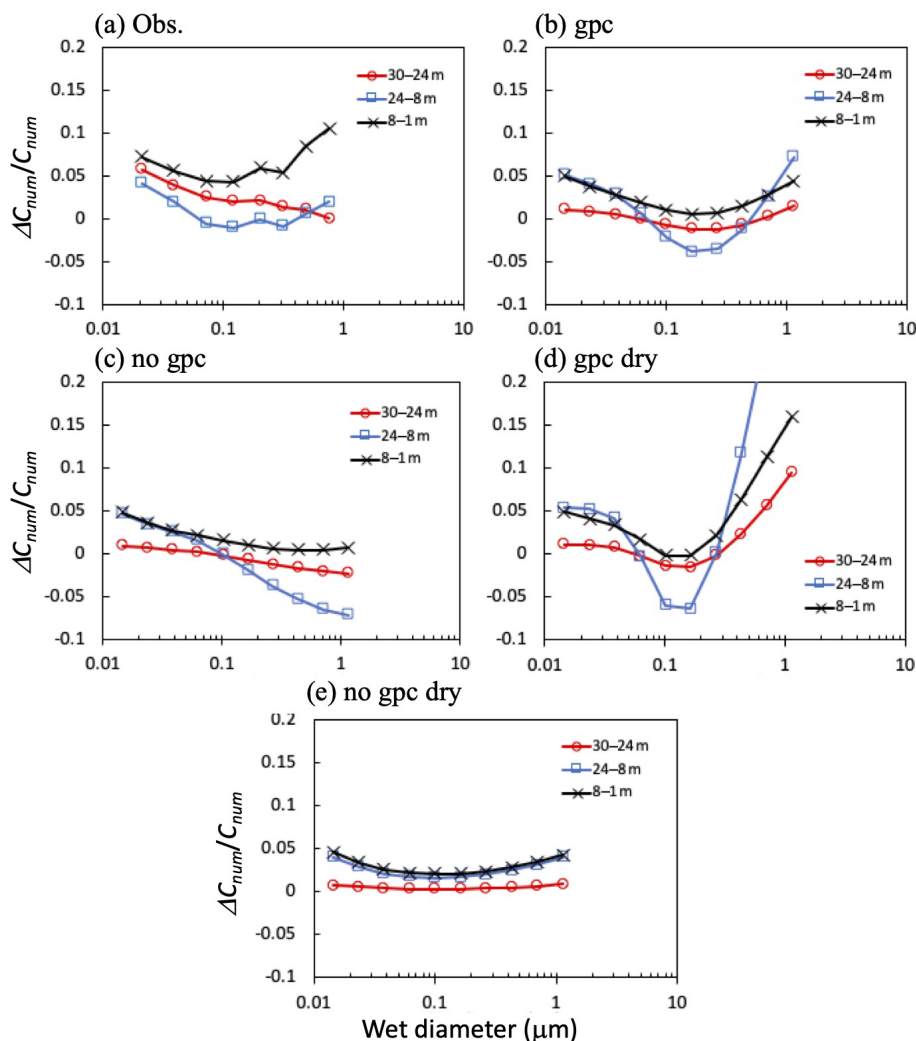 (a) Obs.
ΔC_num/C_num
0.2
0.15
0.1
0.05
0
-0.05
-0.1
0.01
0.1
1
10
30–24 m
24–8 m
8–1 m
(b) gpc
0.2
0.15
0.1
0.05
0
-0.05
-0.1
0.01
0.1
1
10
30–24 m
24–8 m
8–1 m
(c) no gpc
ΔC_num/C_num
0.2
0.15
0.1
0.05
0
-0.05
-0.1
0.01
0.1
1
10
30–24 m
24–8 m
8–1 m
(d) gpc dry
0.2
0.15
0.1
0.05
0
-0.05
-0.1
0.01
0.1
1
10
30–24 m
24–8 m
8–1 m
(e) no gpc dry
ΔC_num/C_num
0.2
0.15
0.1
0.05
0
-0.05
-0.1
0.01
0.1
1
10
30–24 m
24–8 m
8–1 m
Wet diameter (μm)